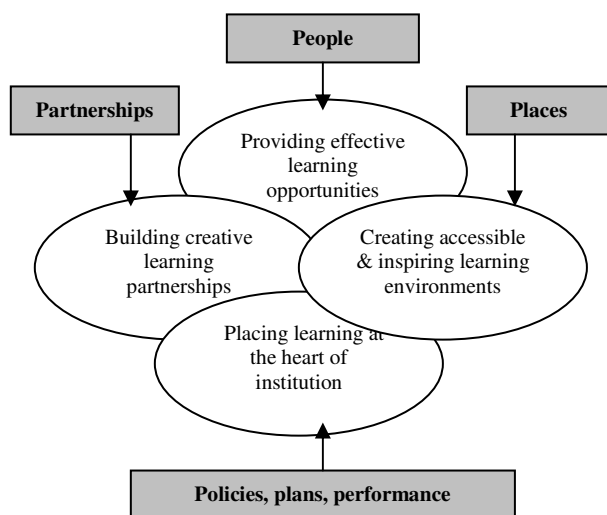 People
Partnerships
Places
Providing effective
learning
opportunities
Building creative
learning
partnerships
Creating accessible
& inspiring learning
environments
Placing learning at
the heart of
institution
Policies, plans, performance